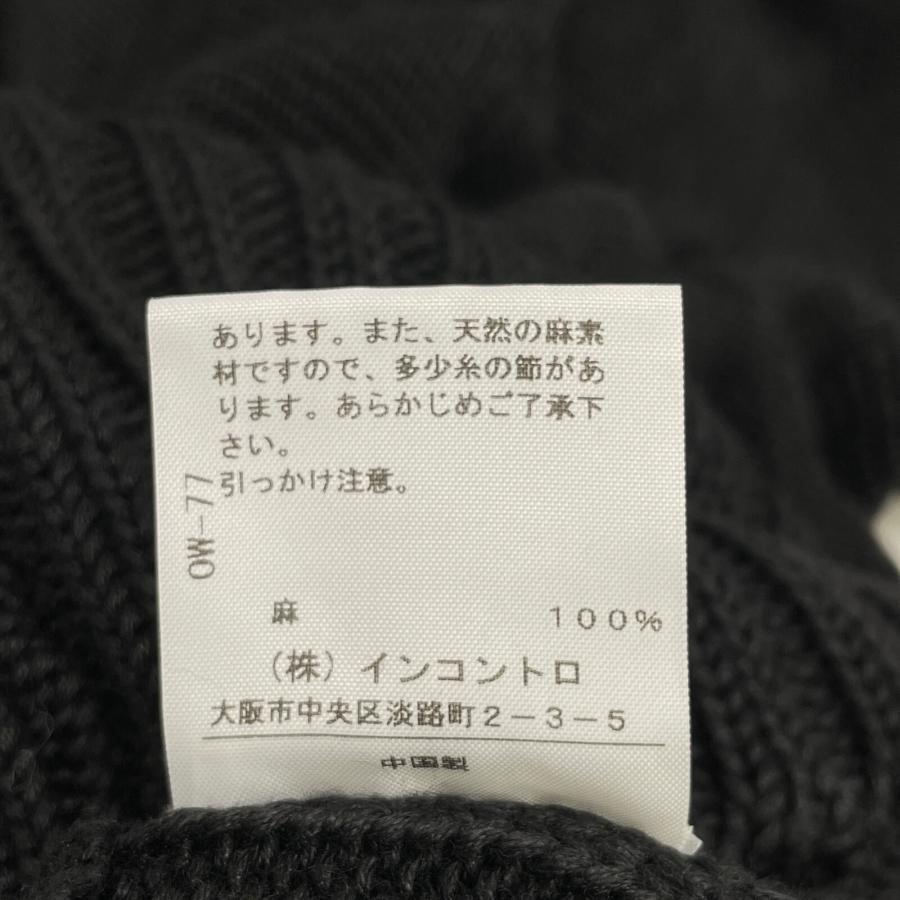 あります。また、天然の麻素
材ですので、多少糸の節があ
ります。あらかじめご了承下
さい。
引っかけ注意。
OW-77
麻 100%
(株)インコントロ
大阪市中央区淡路町2-3-5
中国製